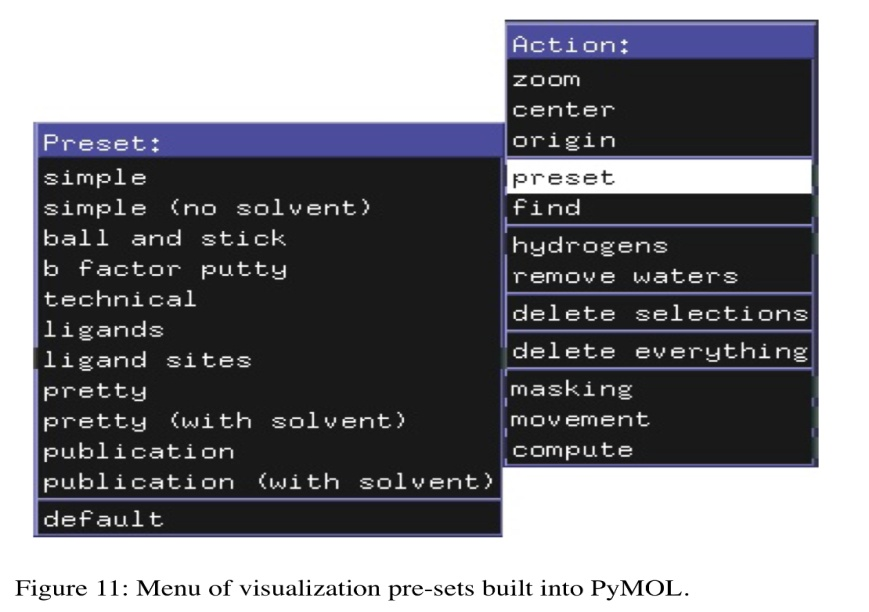 Action:
zoom
center
origin
preset
find
hydrogens
remove waters
delete selections
delete everything
masking
movement
compute
Preset:
simple
simple (no solvent)
ball and stick
b factor putty
technical
ligands
ligand sites
pretty
pretty (with solvent)
publication
publication (with solvent)
default
Figure 11: Menu of visualization pre-sets built into PyMOL.